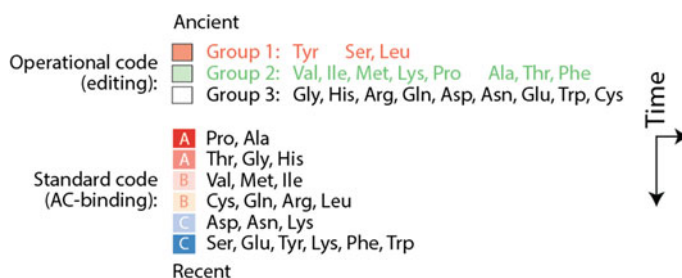 Ancient
Operational code (editing):
Group 1: Tyr Ser, Leu
Group 2: Val, Ile, Met, Lys, Pro Ala, Thr, Phe
Group 3: Gly, His, Arg, Gln, Asp, Asn, Glu, Trp, Cys
Standard code (AC-binding):
A Pro, Ala
A Thr, Gly, His
B Val, Met, Ile
B Cys, Gln, Arg, Leu
C Asp, Asn, Lys
C Ser, Glu, Tyr, Lys, Phe, Trp
Recent
Time